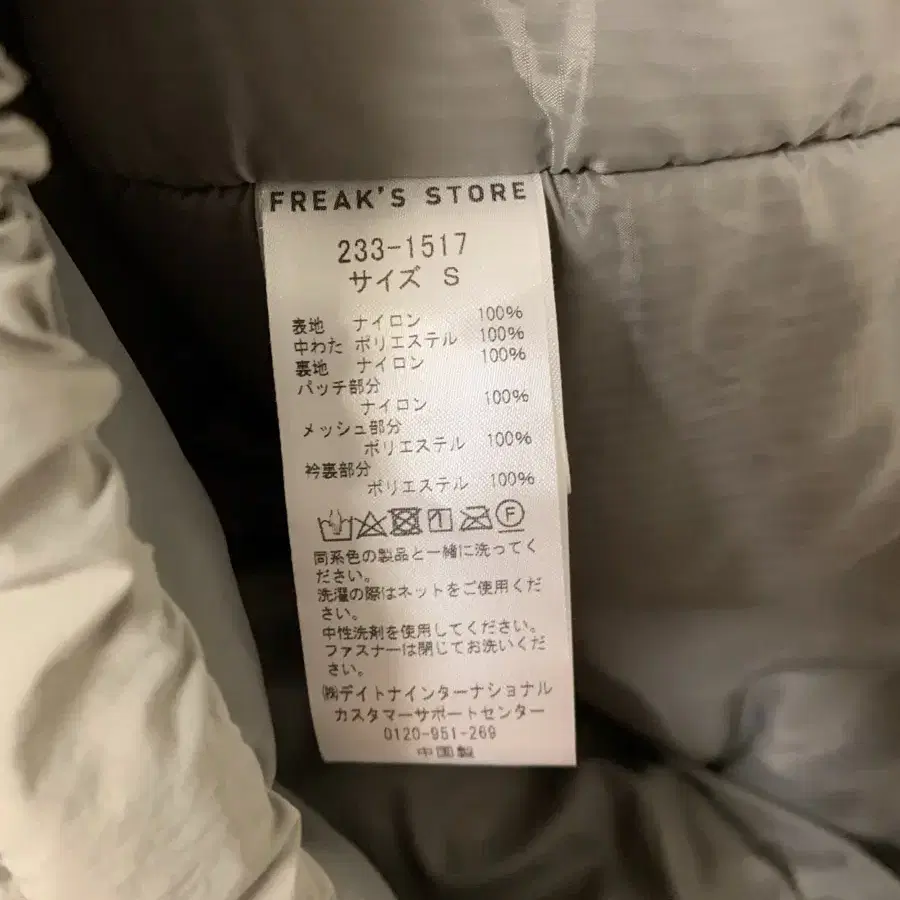 FREAK'S STORE
233-1517
サイズ S
表地 ナイロン 100%
中わた ポリエステル 100%
裏地 ナイロン 100%
パッチ部分
ナイロン 100%
メッシュ部分
ポリエステル 100%
衿裏部分
ポリエステル 100%
F
同系色の製品と一緒に洗ってく
ださい。
洗濯の際はネットをご使用くだ
さい。
中性洗剤を使用してください。
ファスナーは閉じてお洗いくだ
さい。
㈱デイトナインターナショナル
カスタマーサポートセンター
0120-951-269
中国製